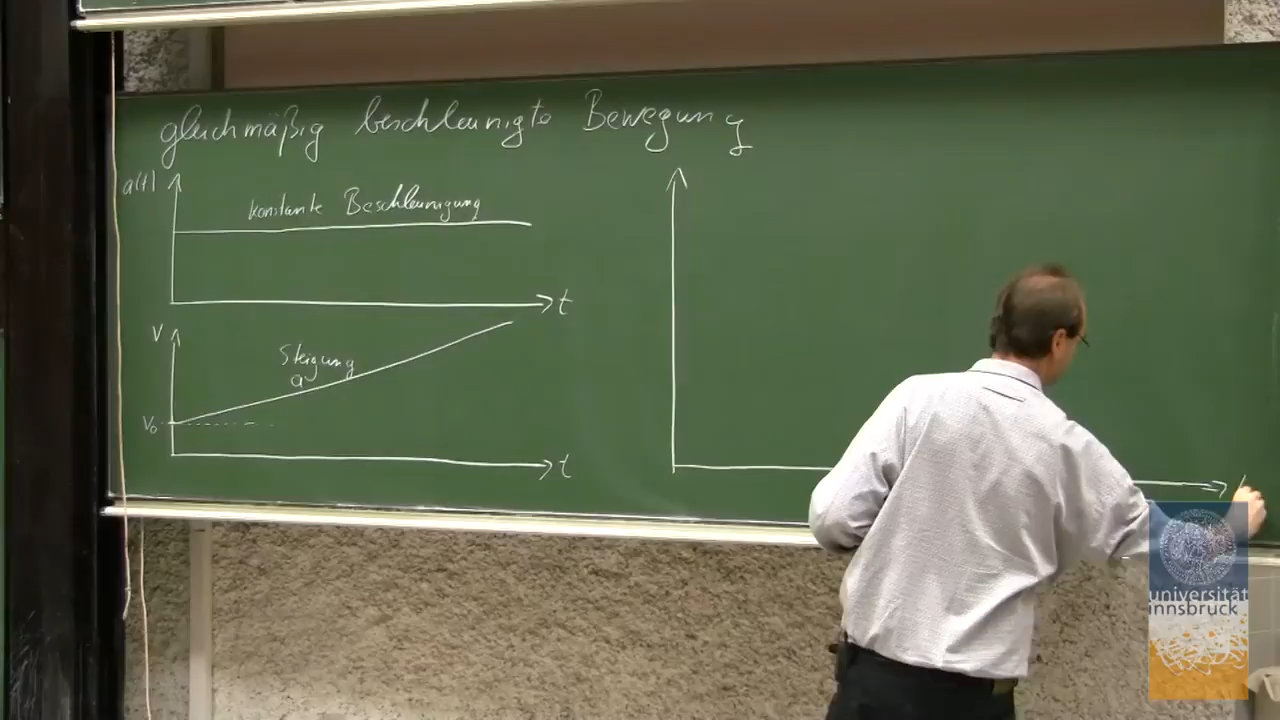 gleichmäßig beschleunigte Bewegung
a(t)
konstante Beschleunigung
t
v
Steigung
a
v₀
t
universität
innsbruck